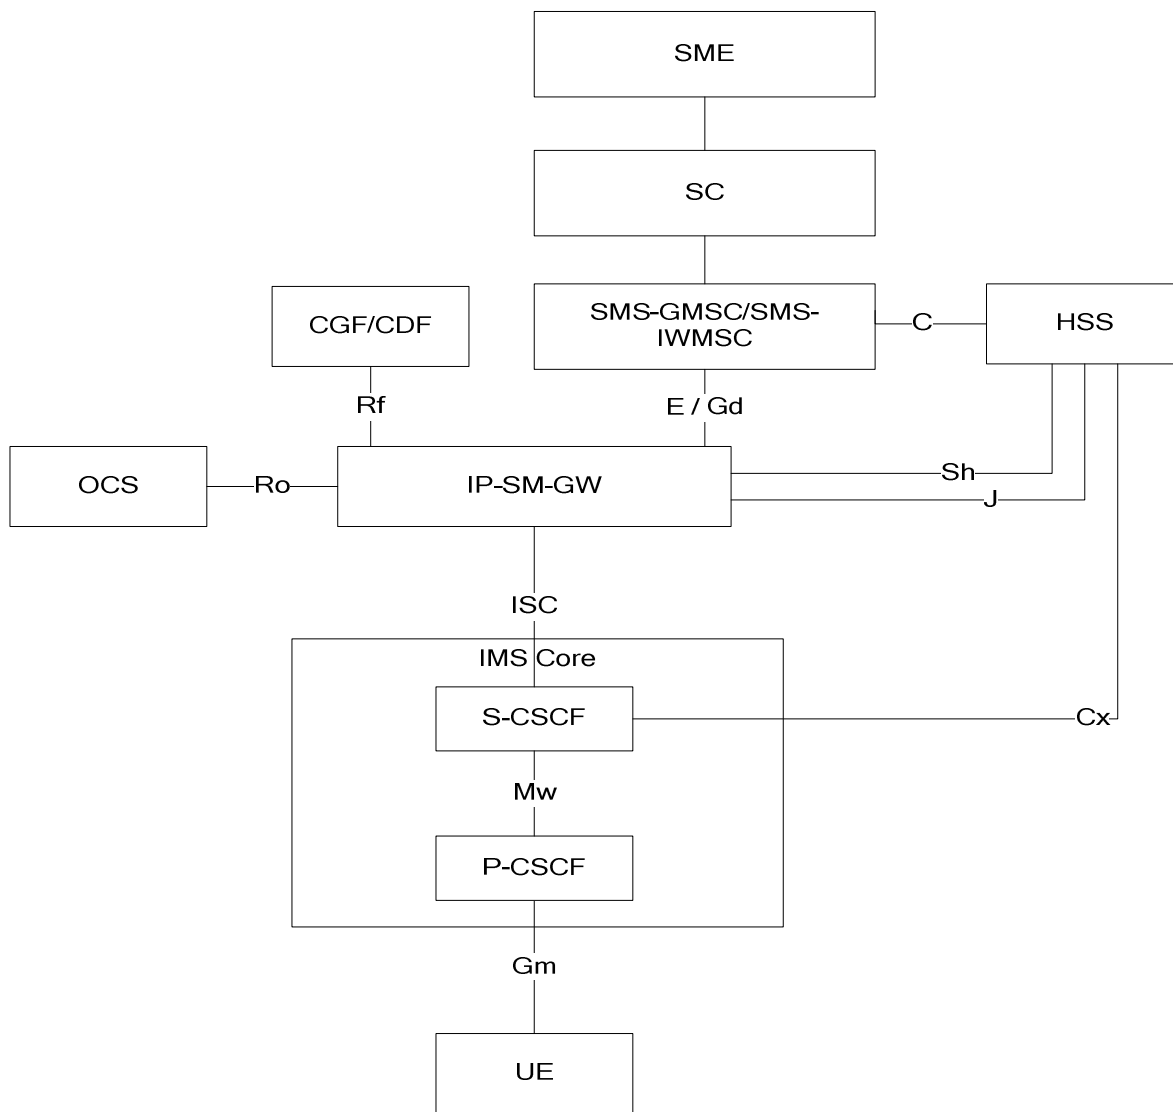 SME
SC
CGF/CDF
SMS-GMSC/SMS-
IWMSC
C
HSS
Rf
E / Gd
OCS
Ro
IP-SM-GW
Sh
J
ISC
IMS Core
S-CSCF
Cx
Mw
P-CSCF
Gm
UE